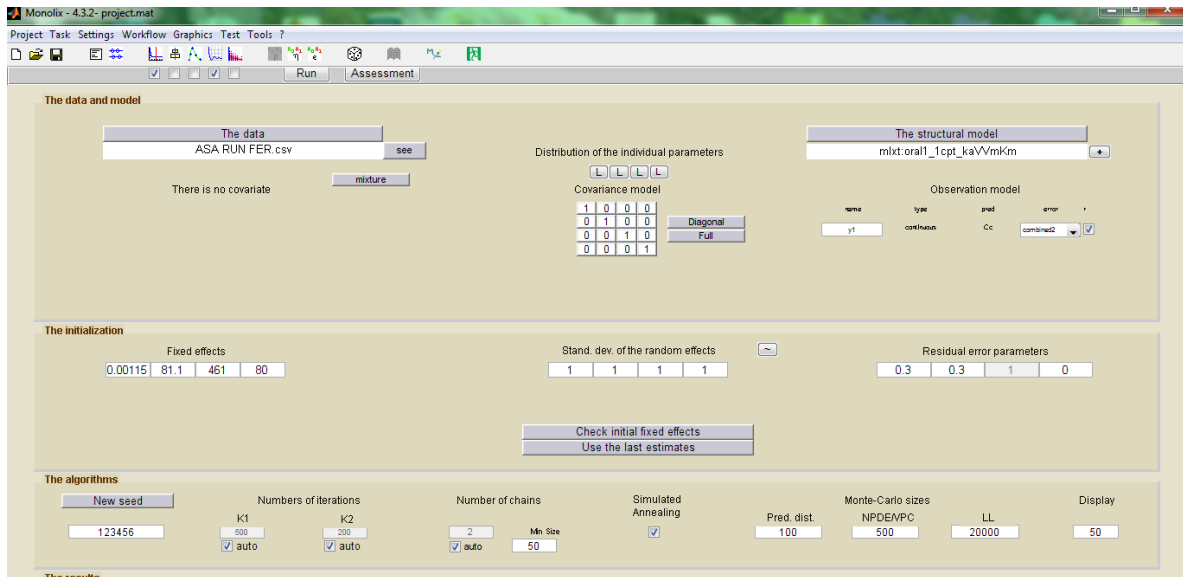 Monolix - 4.3.2- project.mat
Project Task Settings Workflow Graphics Test Tools ?
Run Assessment
The data and model
The data
ASA RUN FER.csv see
There is no covariate
mixture
Distribution of the individual parameters
L L L L
Covariance model
1 0 0 0
0 1 0 0
0 0 1 0
0 0 0 1
Diagonal
Full
The structural model
mlxt:oral1_1cpt_kaVVmKm +
Observation model
name type pred error r
y1 continuous Cc combined2
The initialization
Fixed effects
0.00115 81.1 461 80
Stand. dev. of the random effects ~
1 1 1 1
Residual error parameters
0.3 0.3 1 0
Check initial fixed effects
Use the last estimates
The algorithms
New seed
123456
Numbers of iterations
K1 K2
500 200
auto auto
Number of chains
2 Min Size
auto 50
Simulated
Annealing
Monte-Carlo sizes
Pred. dist. NPDE/VPC LL
100 500 20000
Display
50
The results